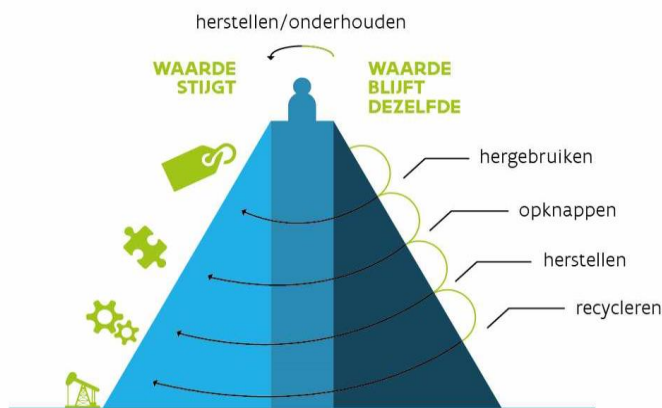 herstellen/onderhouden
WAARDE
STIJGT
WAARDE
BLIJFT
DEZELFDE
hergebruiken
opknappen
herstellen
recycleren